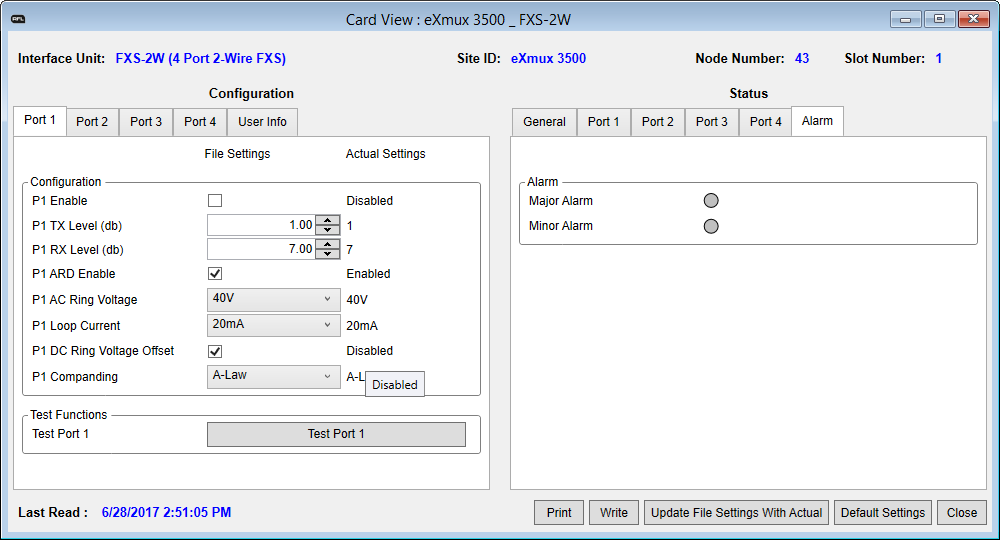 RFL
Card View : eXmux 3500 _ FXS-2W
Interface Unit: FXS-2W (4 Port 2-Wire FXS) Site ID: eXmux 3500 Node Number: 43 Slot Number: 1
Configuration
Port 1 Port 2 Port 3 Port 4 User Info
File Settings Actual Settings
Configuration
P1 Enable Disabled
P1 TX Level (db) 1.00 1
P1 RX Level (db) 7.00 7
P1 ARD Enable Enabled
P1 AC Ring Voltage 40V 40V
P1 Loop Current 20mA 20mA
P1 DC Ring Voltage Offset Disabled
P1 Companding A-Law A-L
Disabled
Test Functions
Test Port 1 Test Port 1
Status
General Port 1 Port 2 Port 3 Port 4 Alarm
Alarm
Major Alarm
Minor Alarm
Last Read : 6/28/2017 2:51:05 PM Print Write Update File Settings With Actual Default Settings Close